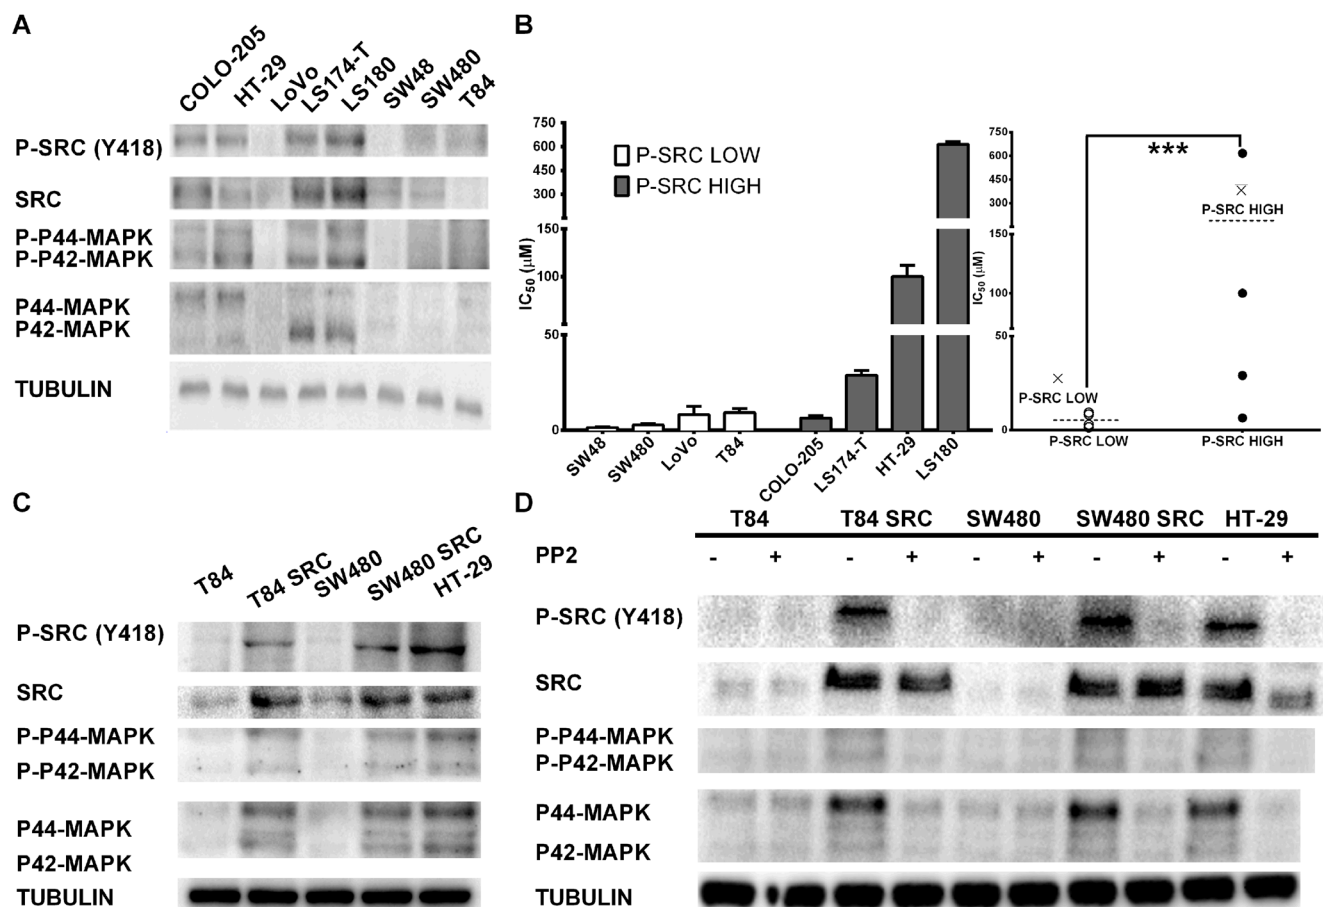 A
COLO-205
HT-29
LoVo
LS174-T
LS180
SW48
SW480
T84
P-SRC (Y418)
SRC
P-P44-MAPK
P-P42-MAPK
P44-MAPK
P42-MAPK
TUBULIN
B
750
600
450
300
150
100
50
0
IC50 (µM)
P-SRC LOW
P-SRC HIGH
SW48
SW480
LoVo
T84
COLO-205
LS174-T
HT-29
LS180
750
600
450
300
150
100
50
0
IC50 (µM)
***
P-SRC HIGH
P-SRC LOW
P-SRC LOW
P-SRC HIGH
C
T84
T84 SRC
SW480
SW480 SRC
HT-29
P-SRC (Y418)
SRC
P-P44-MAPK
P-P42-MAPK
P44-MAPK
P42-MAPK
TUBULIN
D
T84 T84 SRC SW480 SW480 SRC HT-29
PP2 - + - + - + - + - +
P-SRC (Y418)
SRC
P-P44-MAPK
P-P42-MAPK
P44-MAPK
P42-MAPK
TUBULIN